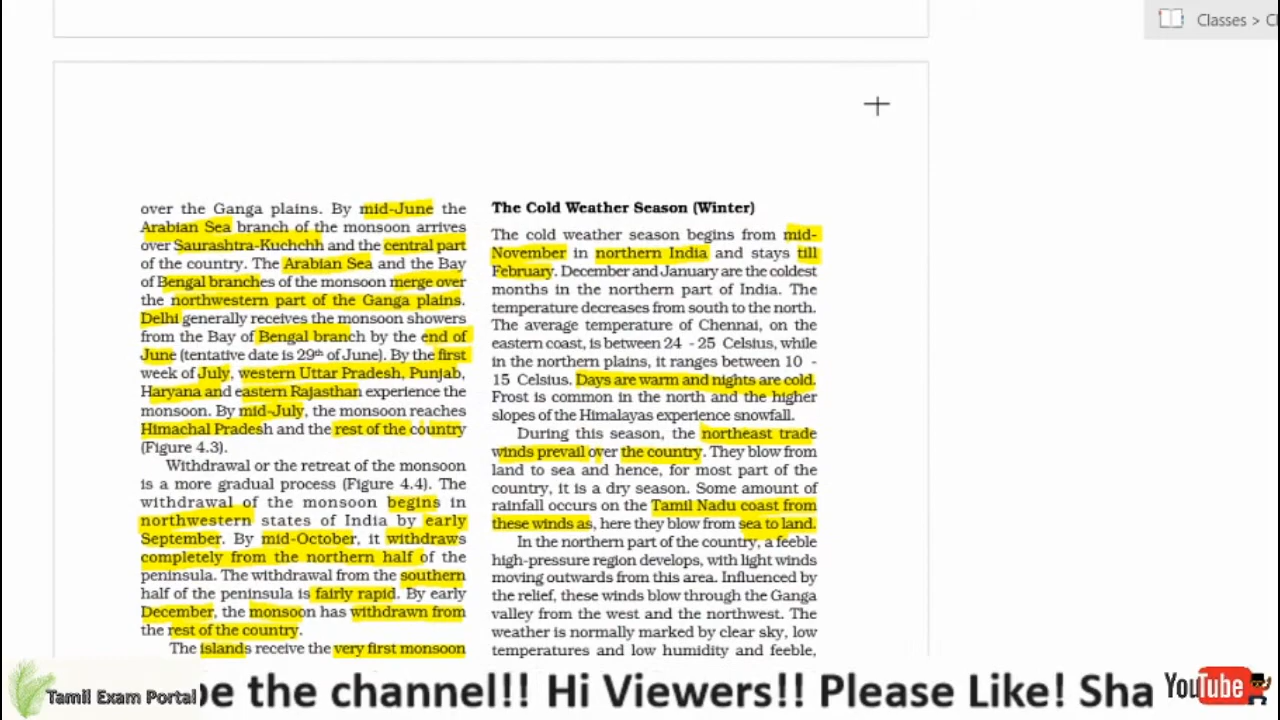 Classes >
over the Ganga plains. By mid-June the
Arabian Sea branch of the monsoon arrives
over Saurashtra-Kuchchh and the central part
of the country. The Arabian Sea and the Bay
of Bengal branches of the monsoon merge over
the northwestern part of the Ganga plains.
Delhi generally receives the monsoon showers
from the Bay of Bengal branch by the end of
June (tentative date is 29th of June). By the first
week of July, western Uttar Pradesh, Punjab,
Haryana and eastern Rajasthan experience the
monsoon. By mid-July, the monsoon reaches
Himachal Pradesh and the rest of the country
(Figure 4.3).
Withdrawal or the retreat of the monsoon
is a more gradual process (Figure 4.4). The
withdrawal of the monsoon begins in
northwestern states of India by early
September. By mid-October, it withdraws
completely from the northern half of the
peninsula. The withdrawal from the southern
half of the peninsula is fairly rapid. By early
December, the monsoon has withdrawn from
the rest of the country.
The islands receive the very first monsoon
The Cold Weather Season (Winter)
The cold weather season begins from mid-
November in northern India and stays till
February. December and January are the coldest
months in the northern part of India. The
temperature decreases from south to the north.
The average temperature of Chennai, on the
eastern coast, is between 24 - 25 Celsius, while
in the northern plains, it ranges between 10 -
15 Celsius. Days are warm and nights are cold.
Frost is common in the north and the higher
slopes of the Himalayas experience snowfall.
During this season, the northeast trade
winds prevail over the country. They blow from
land to sea and hence, for most part of the
country, it is a dry season. Some amount of
rainfall occurs on the Tamil Nadu coast from
these winds as, here they blow from sea to land.
In the northern part of the country, a feeble
high-pressure region develops, with light winds
moving outwards from this area. Influenced by
the relief, these winds blow through the Ganga
valley from the west and the northwest. The
weather is normally marked by clear sky, low
temperatures and low humidity and feeble,
Tamil Exam Portal
be the channel!! Hi Viewers!! Please Like! Sha
YouTube